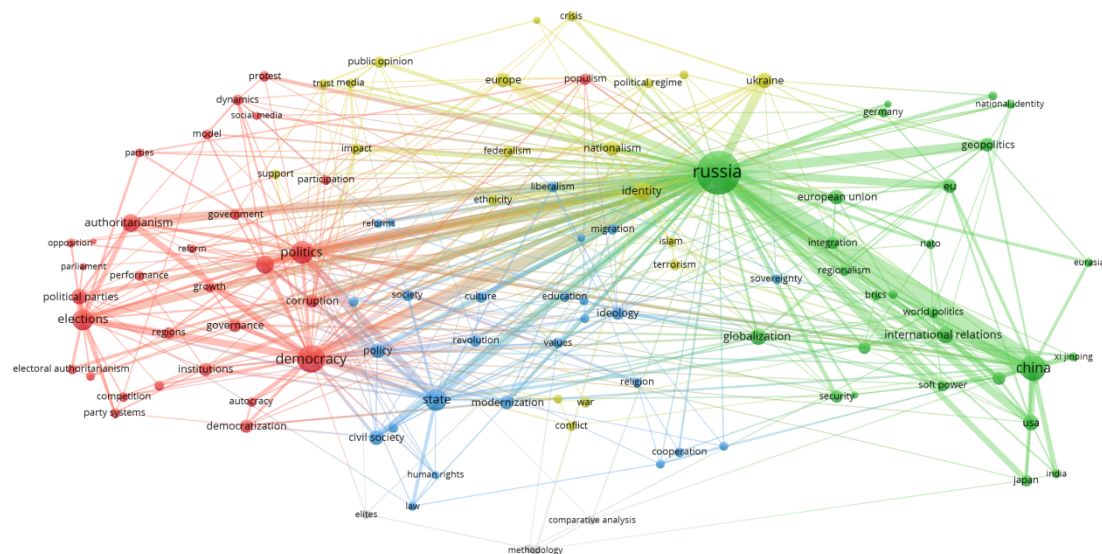 crisis
public opinion
protest
trust media
europe
populism
political regime
ukraine
dynamics
social media
germany
national identity
model
geopolitics
parties
impact
federalism
nationalism
russia
support
participation
liberalism
identity
eu
ethnicity
european union
authoritarianism
government
reforms
migration
opposition
reform
politics
islam
integration
nato
parliament
performance
terrorism
regionalism
eurasia
growth
sovereignty
political parties
corruption
society
culture
education
brics
world politics
elections
regions
governance
revolution
ideology
values
globalization
international relations
policy
democracy
electoral authoritarianism
institutions
religion
china
xi jinping
competition
soft power
party systems
autocracy
state
modernization
war
security
democratization
conflict
usa
civil society
cooperation
human rights
japan
india
law
elites
comparative analysis
methodology